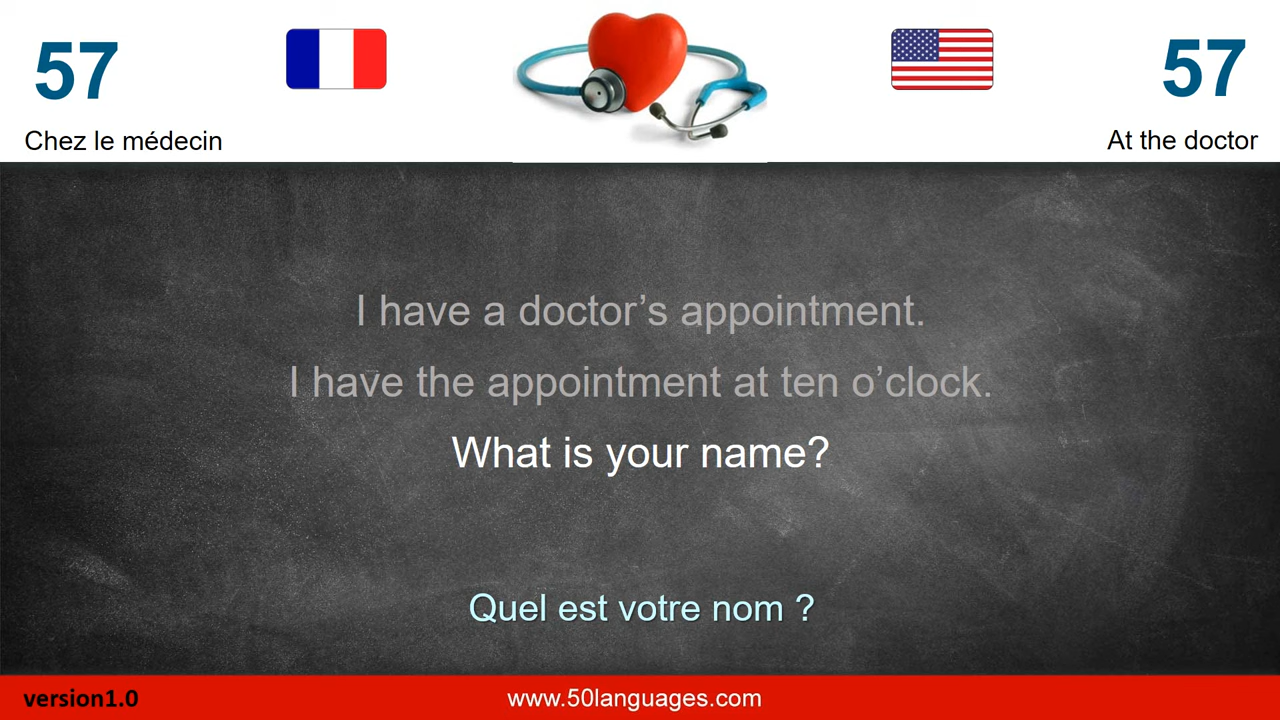 57
57
Chez le médecin
At the doctor
I have a doctor’s appointment.
I have the appointment at ten o’clock.
What is your name?
Quel est votre nom ?
version1.0
www.50languages.com